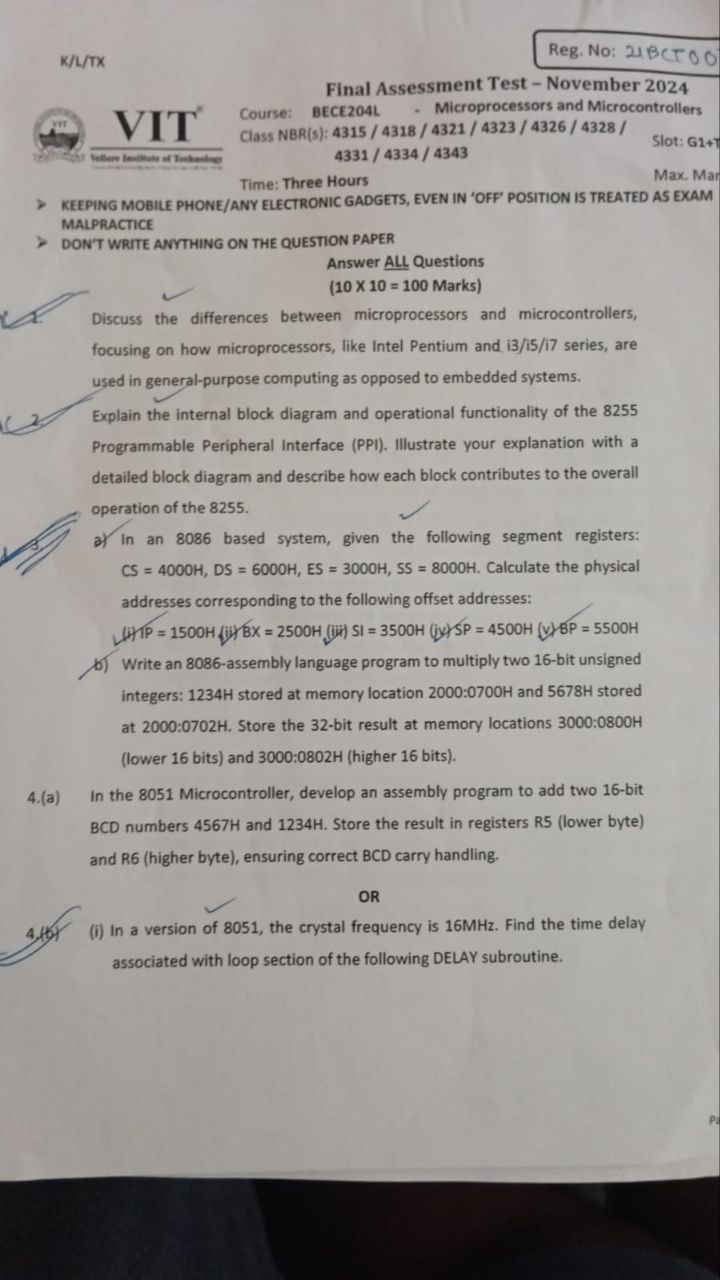 K/L/TX
Reg. No: 21BCT00
Final Assessment Test – November 2024
VIT
Vellore Institute of Technology
Course: BECE204L - Microprocessors and Microcontrollers
Class NBR(s): 4315 / 4318 / 4321 / 4323 / 4326 / 4328 /
4331 / 4334 / 4343
Slot: G1+T
Time: Three Hours
Max. Mar
➤ KEEPING MOBILE PHONE/ANY ELECTRONIC GADGETS, EVEN IN ‘OFF’ POSITION IS TREATED AS EXAM
MALPRACTICE
➤ DON'T WRITE ANYTHING ON THE QUESTION PAPER
Answer ALL Questions
(10 X 10 = 100 Marks)
1. Discuss the differences between microprocessors and microcontrollers,
focusing on how microprocessors, like Intel Pentium and i3/i5/i7 series, are
used in general-purpose computing as opposed to embedded systems.
2. Explain the internal block diagram and operational functionality of the 8255
Programmable Peripheral Interface (PPI). Illustrate your explanation with a
detailed block diagram and describe how each block contributes to the overall
operation of the 8255.
3. a) In an 8086 based system, given the following segment registers:
CS = 4000H, DS = 6000H, ES = 3000H, SS = 8000H. Calculate the physical
addresses corresponding to the following offset addresses:
(i) IP = 1500H (ii) BX = 2500H (iii) SI = 3500H (iv) SP = 4500H (v) BP = 5500H
b) Write an 8086-assembly language program to multiply two 16-bit unsigned
integers: 1234H stored at memory location 2000:0700H and 5678H stored
at 2000:0702H. Store the 32-bit result at memory locations 3000:0800H
(lower 16 bits) and 3000:0802H (higher 16 bits).
4.(a) In the 8051 Microcontroller, develop an assembly program to add two 16-bit
BCD numbers 4567H and 1234H. Store the result in registers R5 (lower byte)
and R6 (higher byte), ensuring correct BCD carry handling.
OR
4.(b) (i) In a version of 8051, the crystal frequency is 16MHz. Find the time delay
associated with loop section of the following DELAY subroutine.